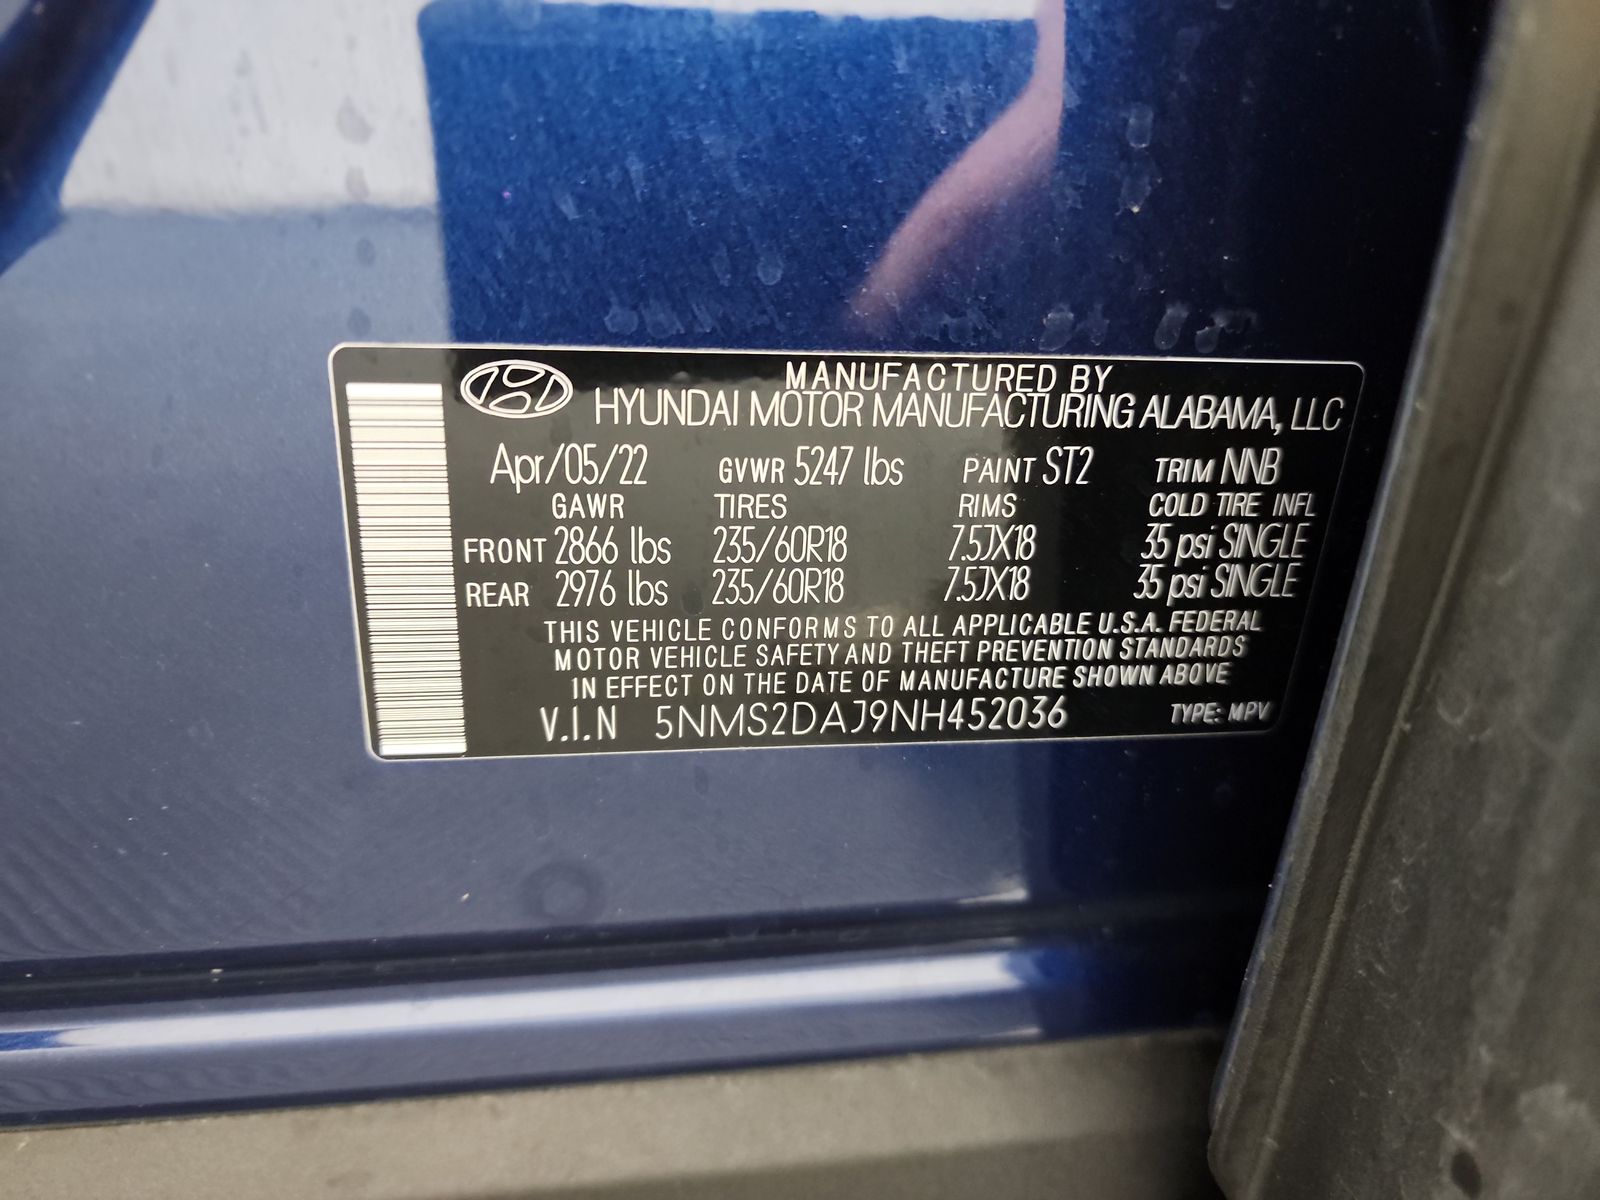 MANUFACTURED BY
HYUNDAI MOTOR MANUFACTURING ALABAMA, LLC
Apr/05/22 GVWR 5247 lbs PAINT ST2 TRIM NNB
GAWR TIRES RIMS COLD TIRE INFL
FRONT 2866 lbs 235/60R18 7.5JX18 35 psi SINGLE
REAR 2976 lbs 235/60R18 7.5JX18 35 psi SINGLE
THIS VEHICLE CONFORMS TO ALL APPLICABLE U.S.A. FEDERAL
MOTOR VEHICLE SAFETY AND THEFT PREVENTION STANDARDS
IN EFFECT ON THE DATE OF MANUFACTURE SHOWN ABOVE
V.I.N 5NMS2DAJ9NH452036 TYPE: MPV